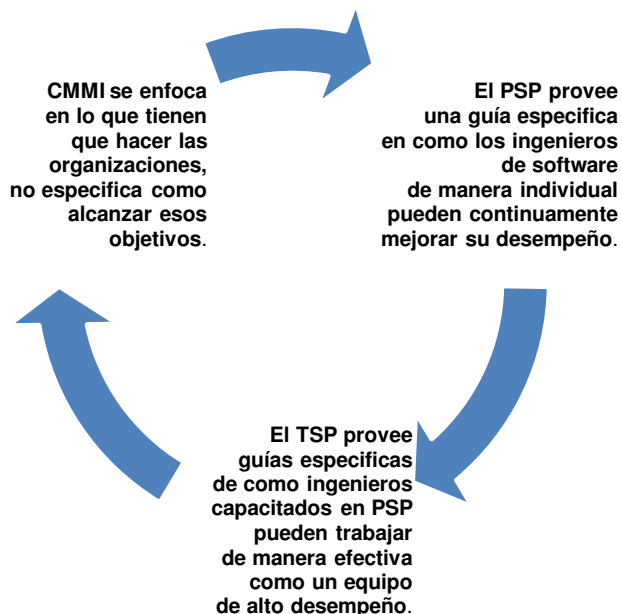 CMMI se enfoca
en lo que tienen
que hacer las
organizaciones,
no especifica como
alcanzar esos
objetivos.
El PSP provee
una guía especifica
en como los ingenieros
de software
de manera individual
pueden continuamente
mejorar su desempeño.
El TSP provee
guías especificas
de como ingenieros
capacitados en PSP
pueden trabajar
de manera efectiva
como un equipo
de alto desempeño.